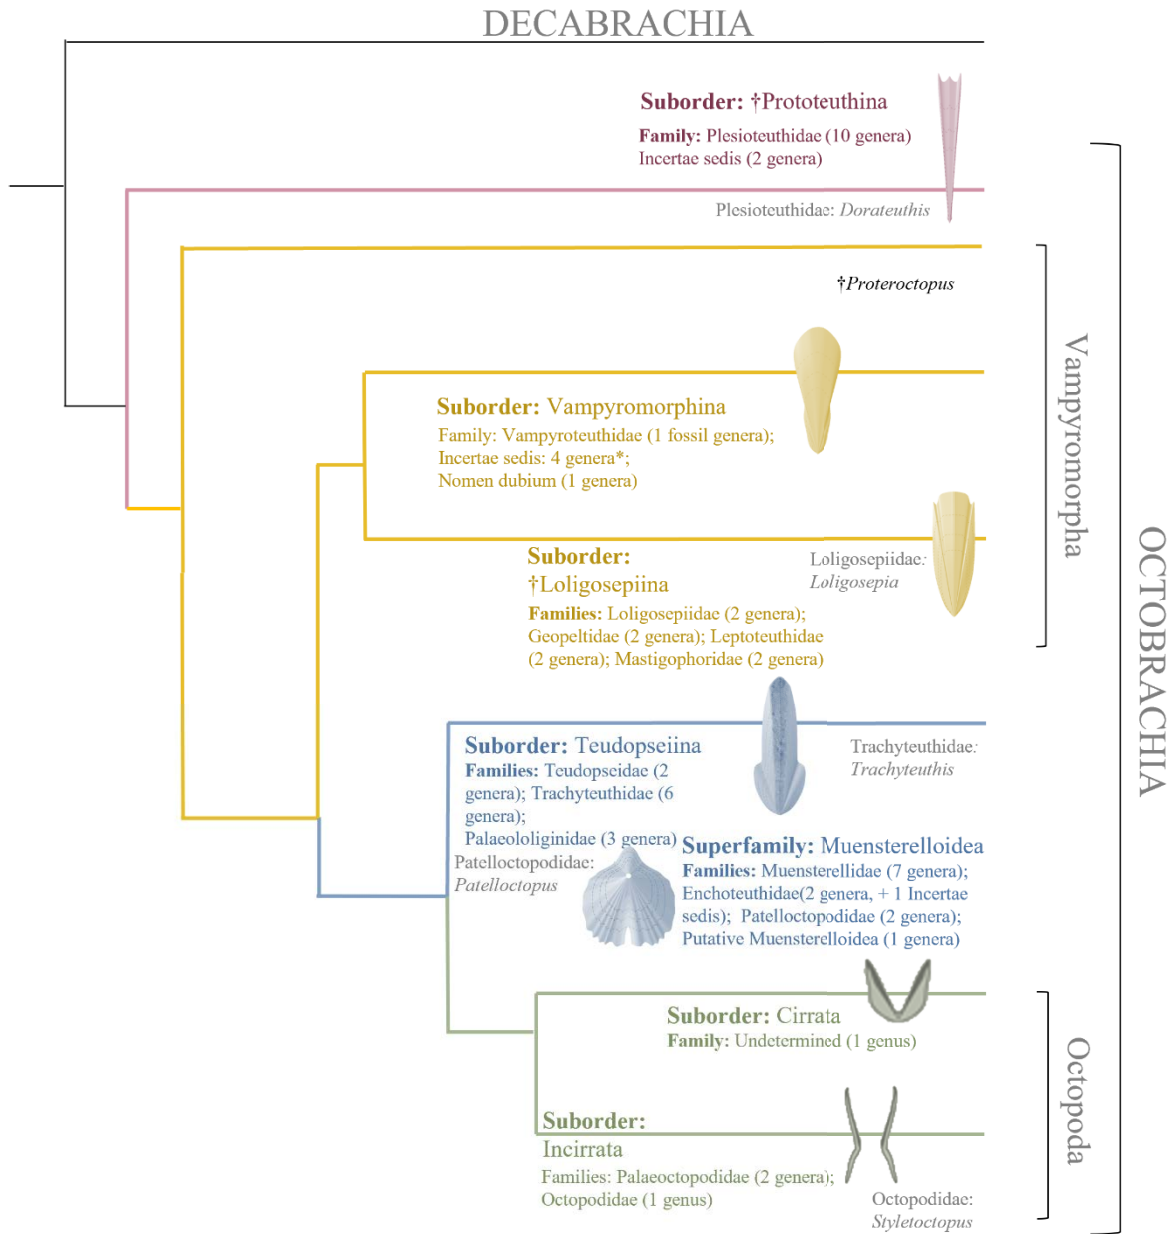 DECABRACHIA
Suborder: †Prototeuthina
Family: Plesioteuthidae (10 genera)
Incertae sedis (2 genera)
Plesioteuthidae: Dorateuthis
†Proteroctopus
Suborder: Vampyromorphina
Family: Vampyroteuthidae (1 fossil genera);
Incertae sedis: 4 genera*;
Nomen dubium (1 genera)
Suborder:
†Loligosepiina
Families: Loligosepiidae (2 genera);
Geopeltidae (2 genera); Leptoteuthidae
(2 genera); Mastigophoridae (2 genera)
Loligosepiidae:
Loligosepia
Vampyromorpha
OCTOBRACHIA
Suborder: Teudopseiina
Families: Teudopseidae (2
genera); Trachyteuthidae (6
genera);
Palaeololiginidae (3 genera)
Trachyteuthidae:
Trachyteuthis
Patelloctopodidae:
Patelloctopus
Superfamily: Muensterelloidea
Families: Muensterellidae (7 genera);
Enchoteuthidae(2 genera, + 1 Incertae
sedis); Patelloctopodidae (2 genera);
Putative Muensterelloidea (1 genera)
Suborder: Cirrata
Family: Undetermined (1 genus)
Suborder:
Incirrata
Families: Palaeoctopodidae (2 genera);
Octopodidae (1 genus)
Octopodidae:
Styletoctopus
Octopoda